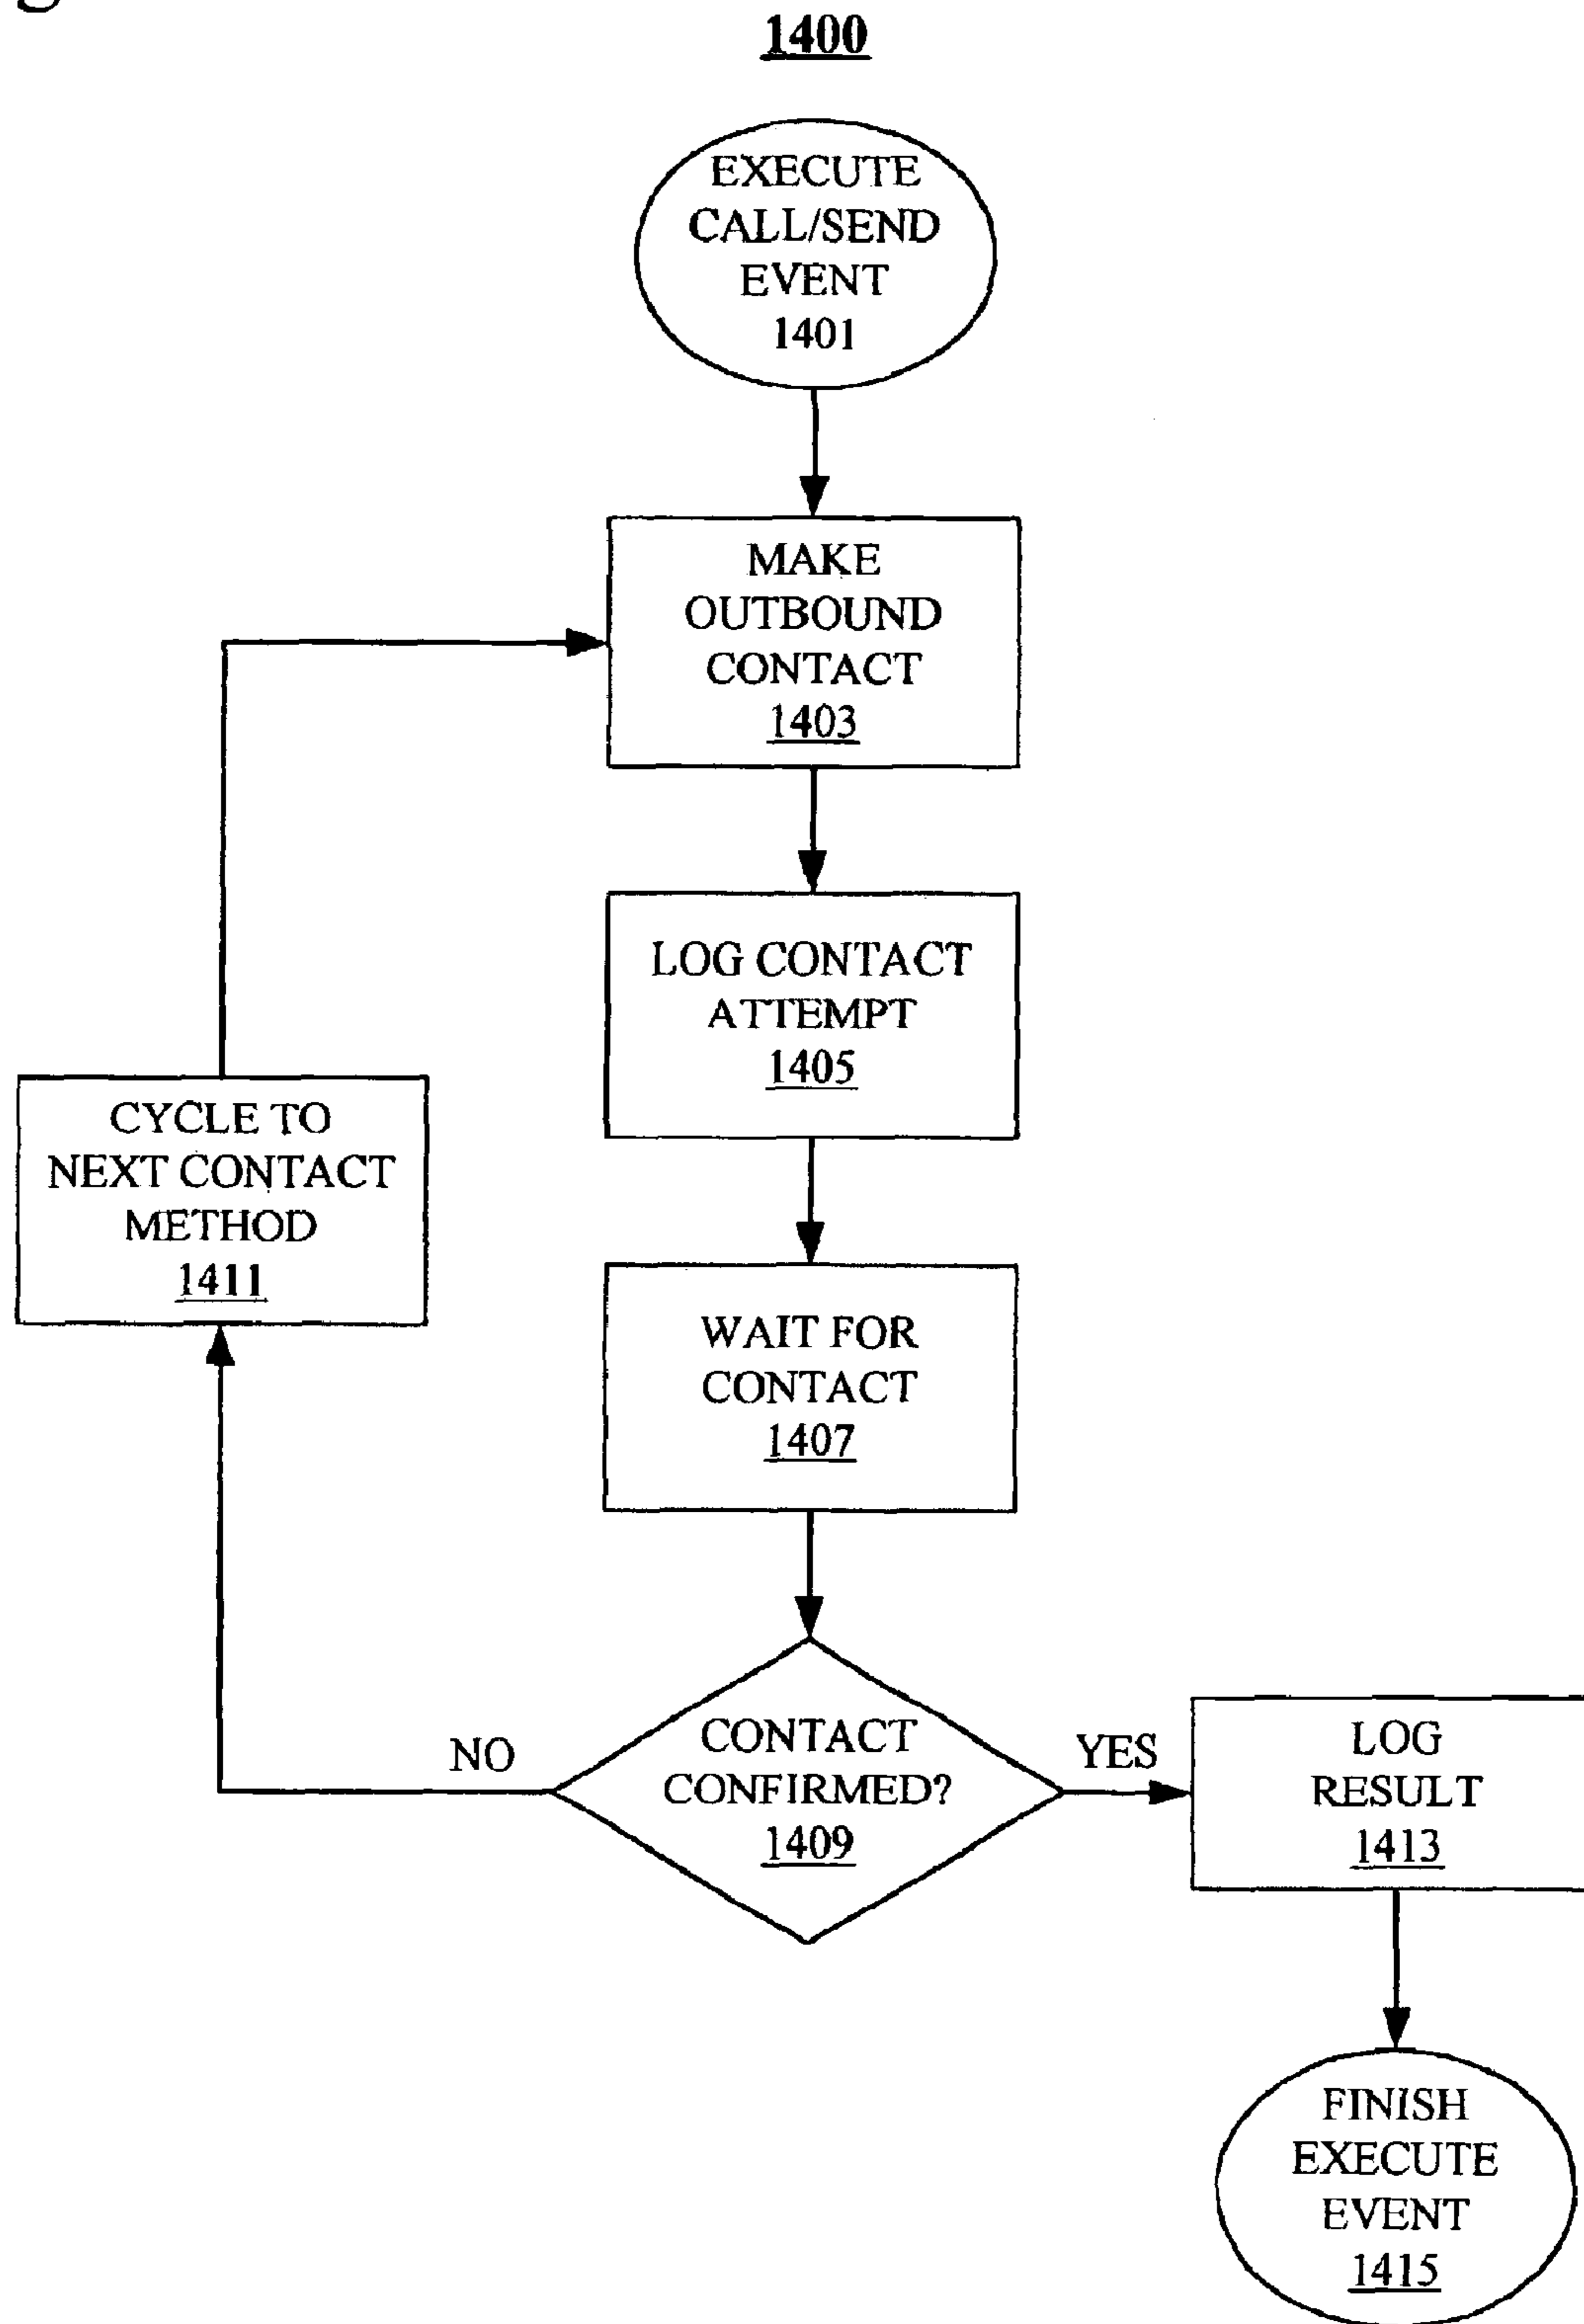 1400
EXECUTE
CALL/SEND
EVENT
1401
MAKE
OUTBOUND
CONTACT
1403
LOG CONTACT
ATTEMPT
1405
CYCLE TO
NEXT CONTACT
METHOD
1411
WAIT FOR
CONTACT
1407
NO
CONTACT
CONFIRMED?
1409
YES
LOG
RESULT
1413
FINISH
EXECUTE
EVENT
1415